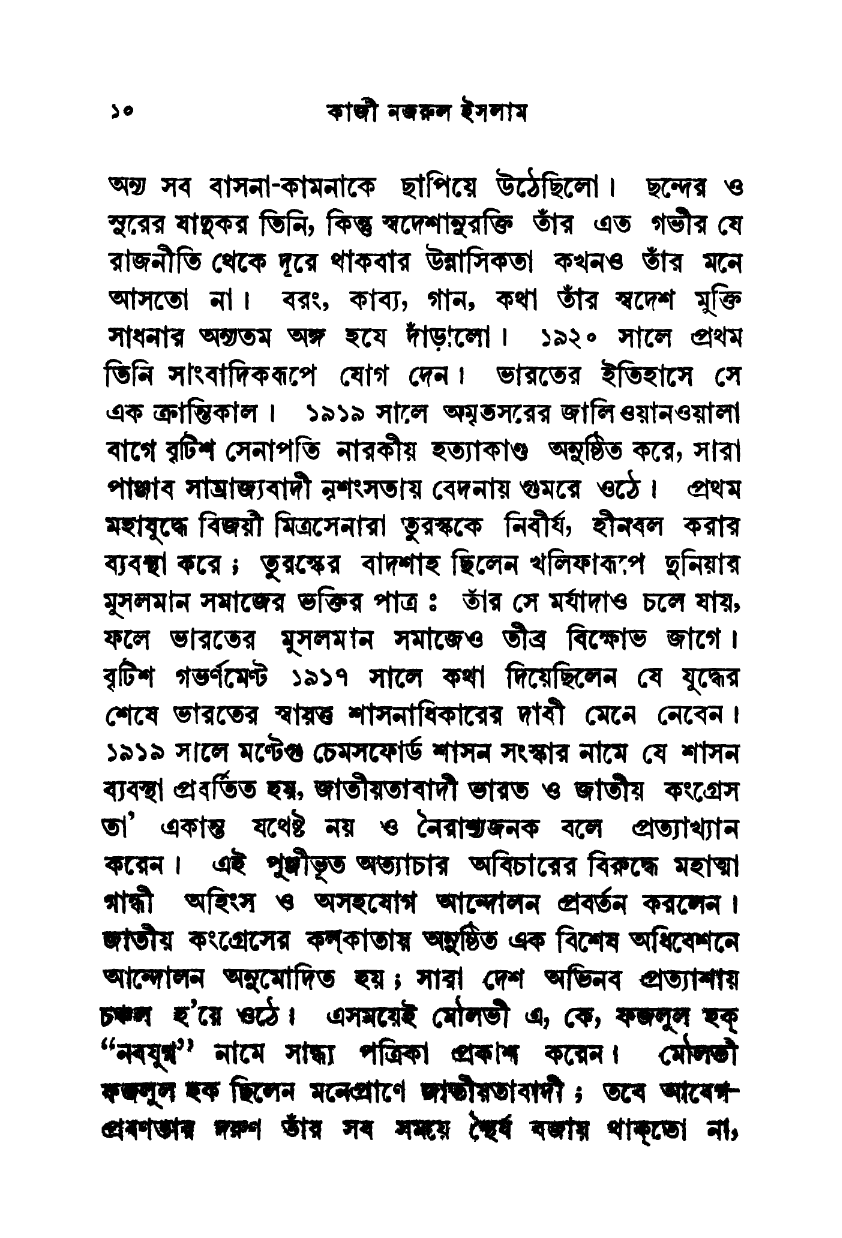 ১০ কাজী নজরুল ইসলাম
অন্য সব বাসনা-কামনাকে ছাপিয়ে উঠেছিলো। ছন্দের ও
সুরের যাদুকর তিনি, কিন্তু স্বদেশানুরক্তি তাঁর এত গভীর যে
রাজনীতি থেকে দূরে থাকবার উন্নাসিকতা কখনও তাঁর মনে
আসতো না। বরং, কাব্য, গান, কথা তাঁর স্বদেশ মুক্তি
সাধনার অন্যতম অঙ্গ হযে দাঁড়ালো। ১৯২০ সালে প্রথম
তিনি সাংবাদিকরূপে যোগ দেন। ভারতের ইতিহাসে সে
এক ক্রান্তিকাল। ১৯১৯ সালে অমৃতসরের জালিওয়ানওয়ালা
বাগে বৃটিশ সেনাপতি নারকীয় হত্যাকাণ্ড অনুষ্ঠিত করে, সারা
পাঞ্জাব সাম্রাজ্যবাদী নৃশংসতায় বেদনায় গুমরে ওঠে। প্রথম
মহাযুদ্ধে বিজয়ী মিত্রসেনারা তুরস্ককে নির্বীর্য, হীনবল করার
ব্যবস্থা করে; তুরস্কের বাদশাহ ছিলেন খলিফারূপে দুনিয়ার
মুসলমান সমাজের ভক্তির পাত্র : তাঁর সে মর্যাদাও চলে যায়,
ফলে ভারতের মুসলমান সমাজেও তীব্র বিক্ষোভ জাগে।
বৃটিশ গভর্ণমেণ্ট ১৯১৭ সালে কথা দিয়েছিলেন যে যুদ্ধের
শেষে ভারতের স্বায়ত্ত শাসনাধিকারের দাবী মেনে নেবেন।
১৯১৯ সালে মণ্টেগু চেমসফোর্ড শাসন সংস্কার নামে যে শাসন
ব্যবস্থা প্রবর্তিত হয়, জাতীয়তাবাদী ভারত ও জাতীয় কংগ্রেস
তা' একান্ত যথেষ্ট নয় ও নৈরাশ্যজনক বলে প্রত্যাখ্যান
করেন। এই পুঞ্জীভূত অত্যাচার অবিচারের বিরুদ্ধে মহাত্মা
গান্ধী অহিংস ও অসহযোগ আন্দোলন প্রবর্তন করলেন।
জাতীয় কংগ্রেসের কল্‌কাতায় অনুষ্ঠিত এক বিশেষ অধিবেশনে
আন্দোলন অনুমোদিত হয়; সারা দেশ অভিনব প্রত্যাশায়
চঞ্চল হ'য়ে ওঠে। এসময়েই মৌলভী এ, কে, ফজলুল হক্
“নবযুগ” নামে সান্ধ্য পত্রিকা প্রকাশ করেন। মৌলভী
ফজলুল হক ছিলেন মনেপ্রাণে জাতীয়তাবাদী; তবে আবেগ-
প্রবণতার দরুণ তাঁর সব সময়ে স্থৈর্য বজায় থাক্‌তো না,